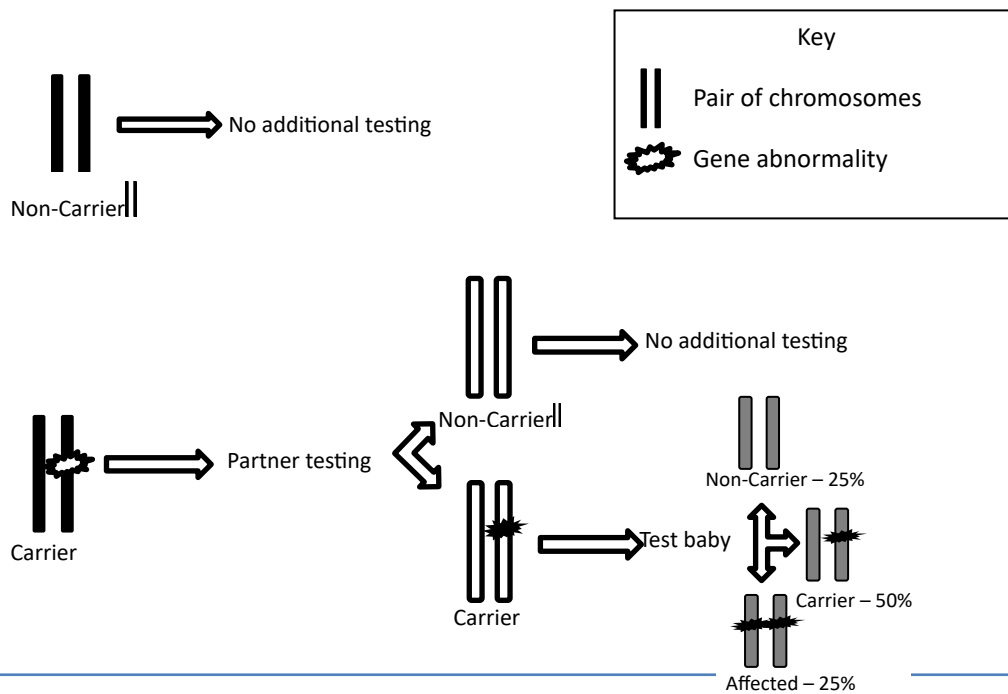 Key
Pair of chromosomes
Gene abnormality
No additional testing
Non-Carrier
No additional testing
Non-Carrier
Partner testing
Carrier
Non-Carrier – 25%
Test baby
Carrier – 50%
Carrier
Affected – 25%